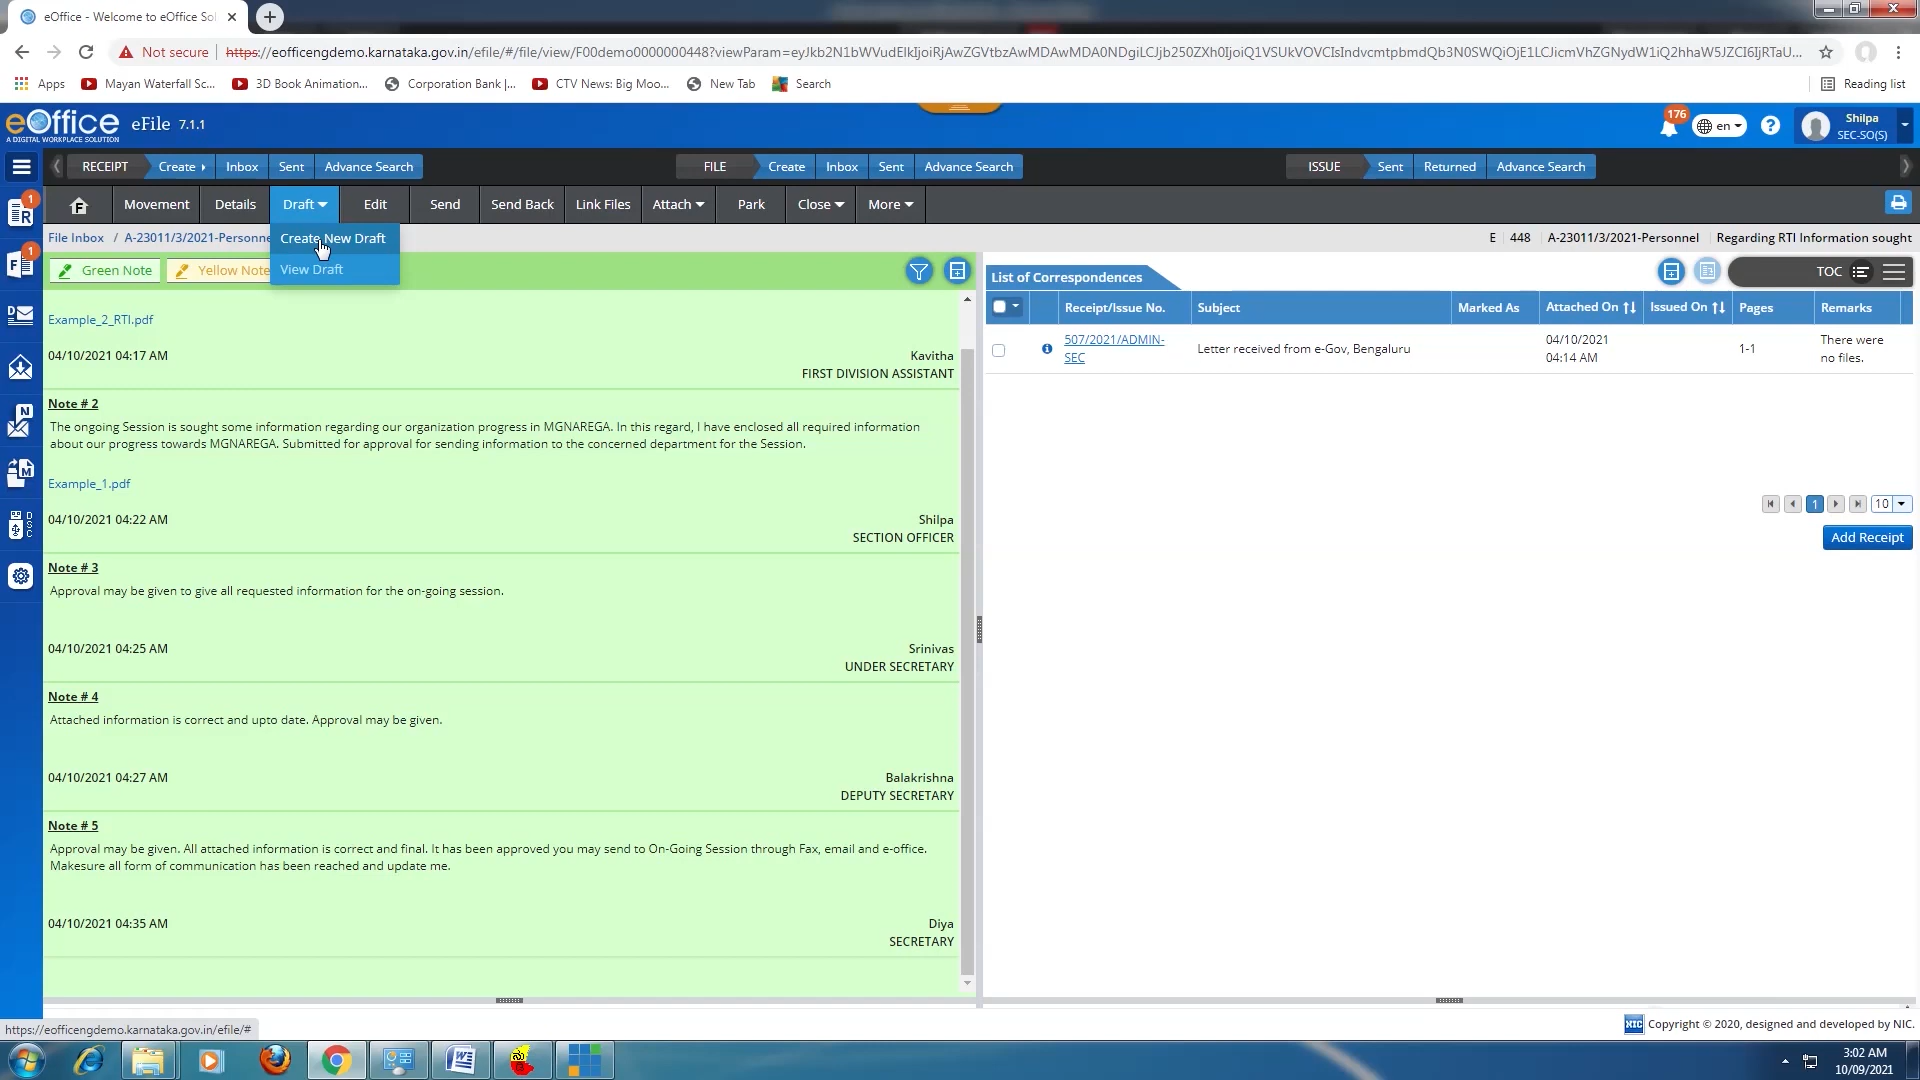 eOffice - Welcome to eOffice Sol
Not secure | https://eofficengdemo.karnataka.gov.in/efile/#/file/view/F00demo0000000448?viewParam=
Apps Mayan Waterfall Sc... 3D Book Animation... Corporation Bank |... CTV News: Big Moo... New Tab Search Reading list
eOffice eFile 7.1.1 176 en Shilpa
A DIGITAL WORKPLACE SOLUTION SEC-SO(S)
RECEIPT Create Inbox Sent Advance Search FILE Create Inbox Sent Advance Search ISSUE Sent Returned Advance Search
Movement Details Draft Edit Send Send Back Link Files Attach Park Close More
File Inbox / A-23011/3/2021-Personne Create New Draft E 448 A-23011/3/2021-Personnel Regarding RTI Information sought
Green Note Yellow Note View Draft
List of Correspondences TOC
Receipt/Issue No. Subject Marked As Attached On Issued On Pages Remarks
507/2021/ADMIN-SEC Letter received from e-Gov, Bengaluru 04/10/2021 04:14 AM 1-1 There were no files.
1 10
Add Receipt
Example_2_RTI.pdf
04/10/2021 04:17 AM Kavitha
FIRST DIVISION ASSISTANT
Note # 2
The ongoing Session is sought some information regarding our organization progress in MGNAREGA. In this regard, I have enclosed all required information
about our progress towards MGNAREGA. Submitted for approval for sending information to the concerned department for the Session.
Example_1.pdf
04/10/2021 04:22 AM Shilpa
SECTION OFFICER
Note # 3
Approval may be given to give all requested information for the on-going session.
04/10/2021 04:25 AM Srinivas
UNDER SECRETARY
Note # 4
Attached information is correct and upto date. Approval may be given.
04/10/2021 04:27 AM Balakrishna
DEPUTY SECRETARY
Note # 5
Approval may be given. All attached information is correct and final. It has been approved you may send to On-Going Session through Fax, email and e-office.
Makesure all form of communication has been reached and update me.
04/10/2021 04:35 AM Diya
SECRETARY
https://eofficengdemo.karnataka.gov.in/efile/#
NIC Copyright © 2020, designed and developed by NIC.
3:02 AM
10/09/2021